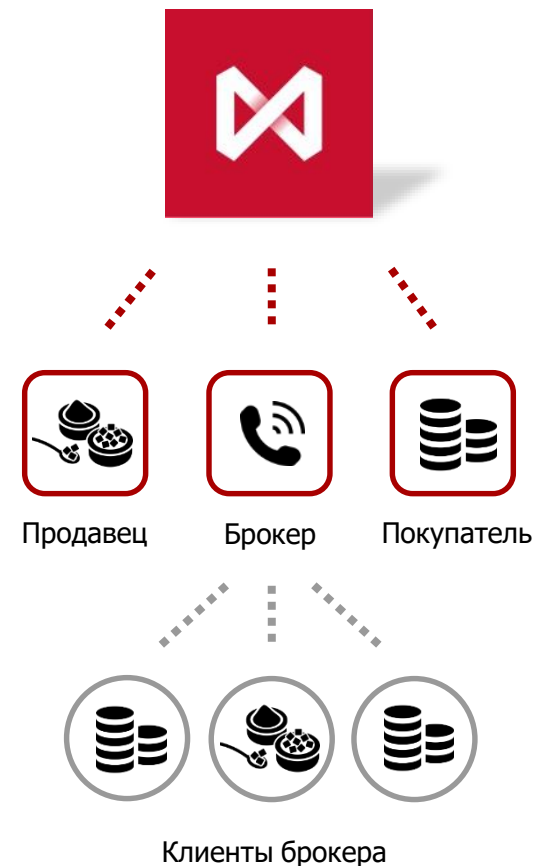 Продавец
Брокер
Покупатель
Клиенты брокера